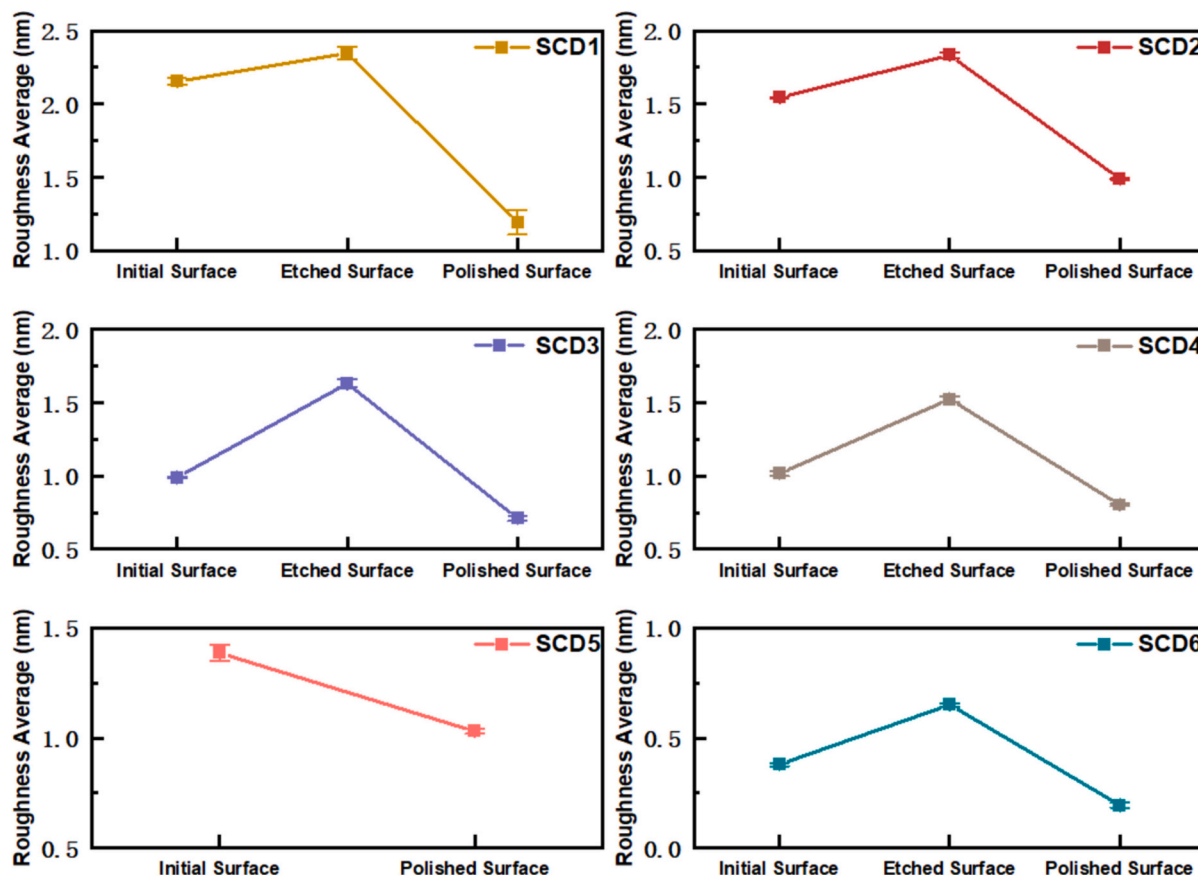 Roughness Average (nm)
2.5
2.0
1.5
1.0
SCD1
Initial Surface
Etched Surface
Polished Surface
Roughness Average (nm)
2.0
1.5
1.0
0.5
SCD2
Initial Surface
Etched Surface
Polished Surface
Roughness Average (nm)
2.0
1.5
1.0
0.5
SCD3
Initial Surface
Etched Surface
Polished Surface
Roughness Average (nm)
2.0
1.5
1.0
0.5
SCD4
Initial Surface
Etched Surface
Polished Surface
Roughness Average (nm)
1.5
1.0
0.5
SCD5
Initial Surface
Polished Surface
Roughness Average (nm)
1.0
0.5
0.0
SCD6
Initial Surface
Etched Surface
Polished Surface